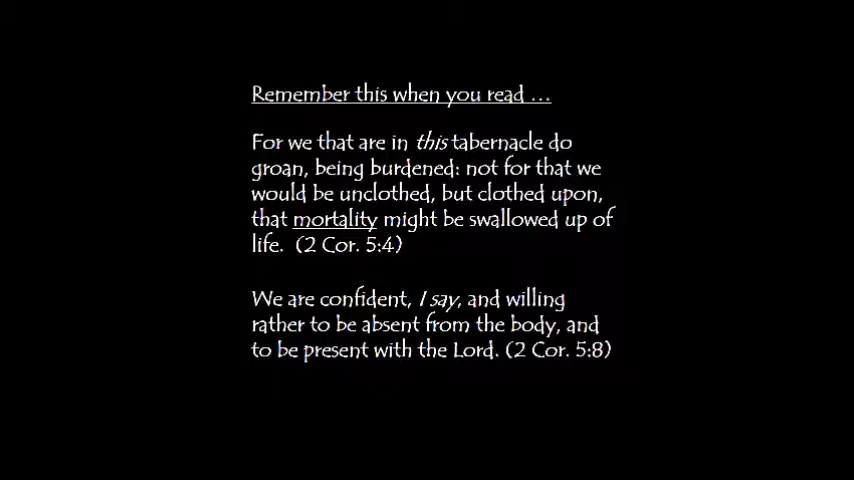 Remember this when you read ...
For we that are in this tabernacle do
groan, being burdened: not for that we
would be unclothed, but clothed upon,
that mortality might be swallowed up of
life. (2 Cor. 5:4)
We are confident, I say, and willing
rather to be absent from the body, and
to be present with the Lord. (2 Cor. 5:8)